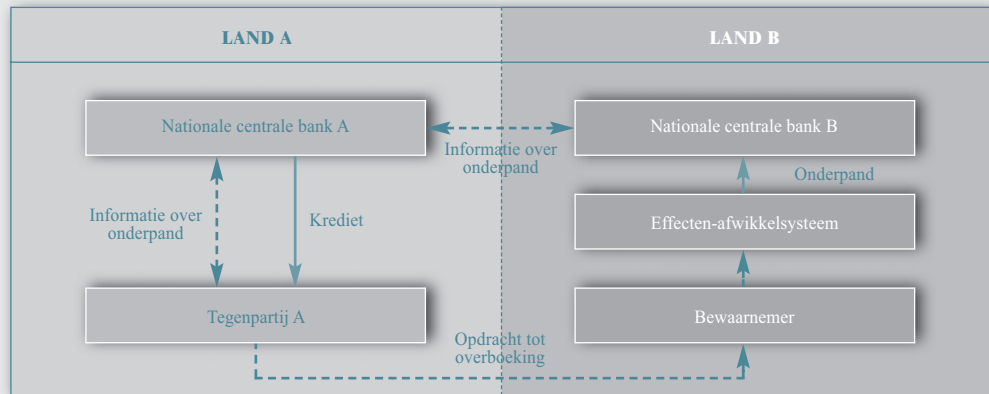 LAND A
LAND B
Nationale centrale bank A
Nationale centrale bank B
Informatie over
onderpand
Onderpand
Informatie over
onderpand
Krediet
Effecten-afwikkelsysteem
Tegenpartij A
Bewaarnemer
Opdracht tot
overboeking